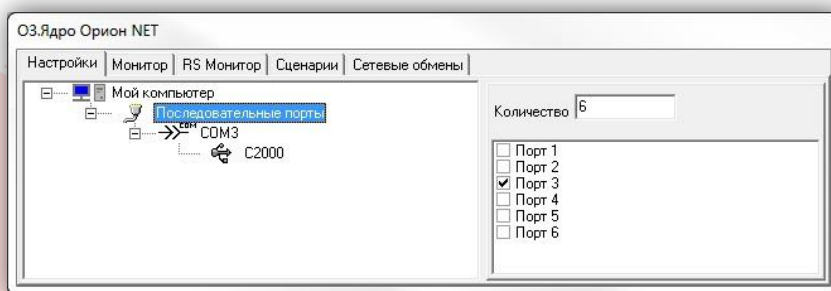 О3.Ядро Орион NET
Настройки Монитор RS Монитор Сценарии Сетевые обмены
Мой компьютер
Последовательные порты
COM3
C2000
Количество 6
Порт 1
Порт 2
Порт 3
Порт 4
Порт 5
Порт 6